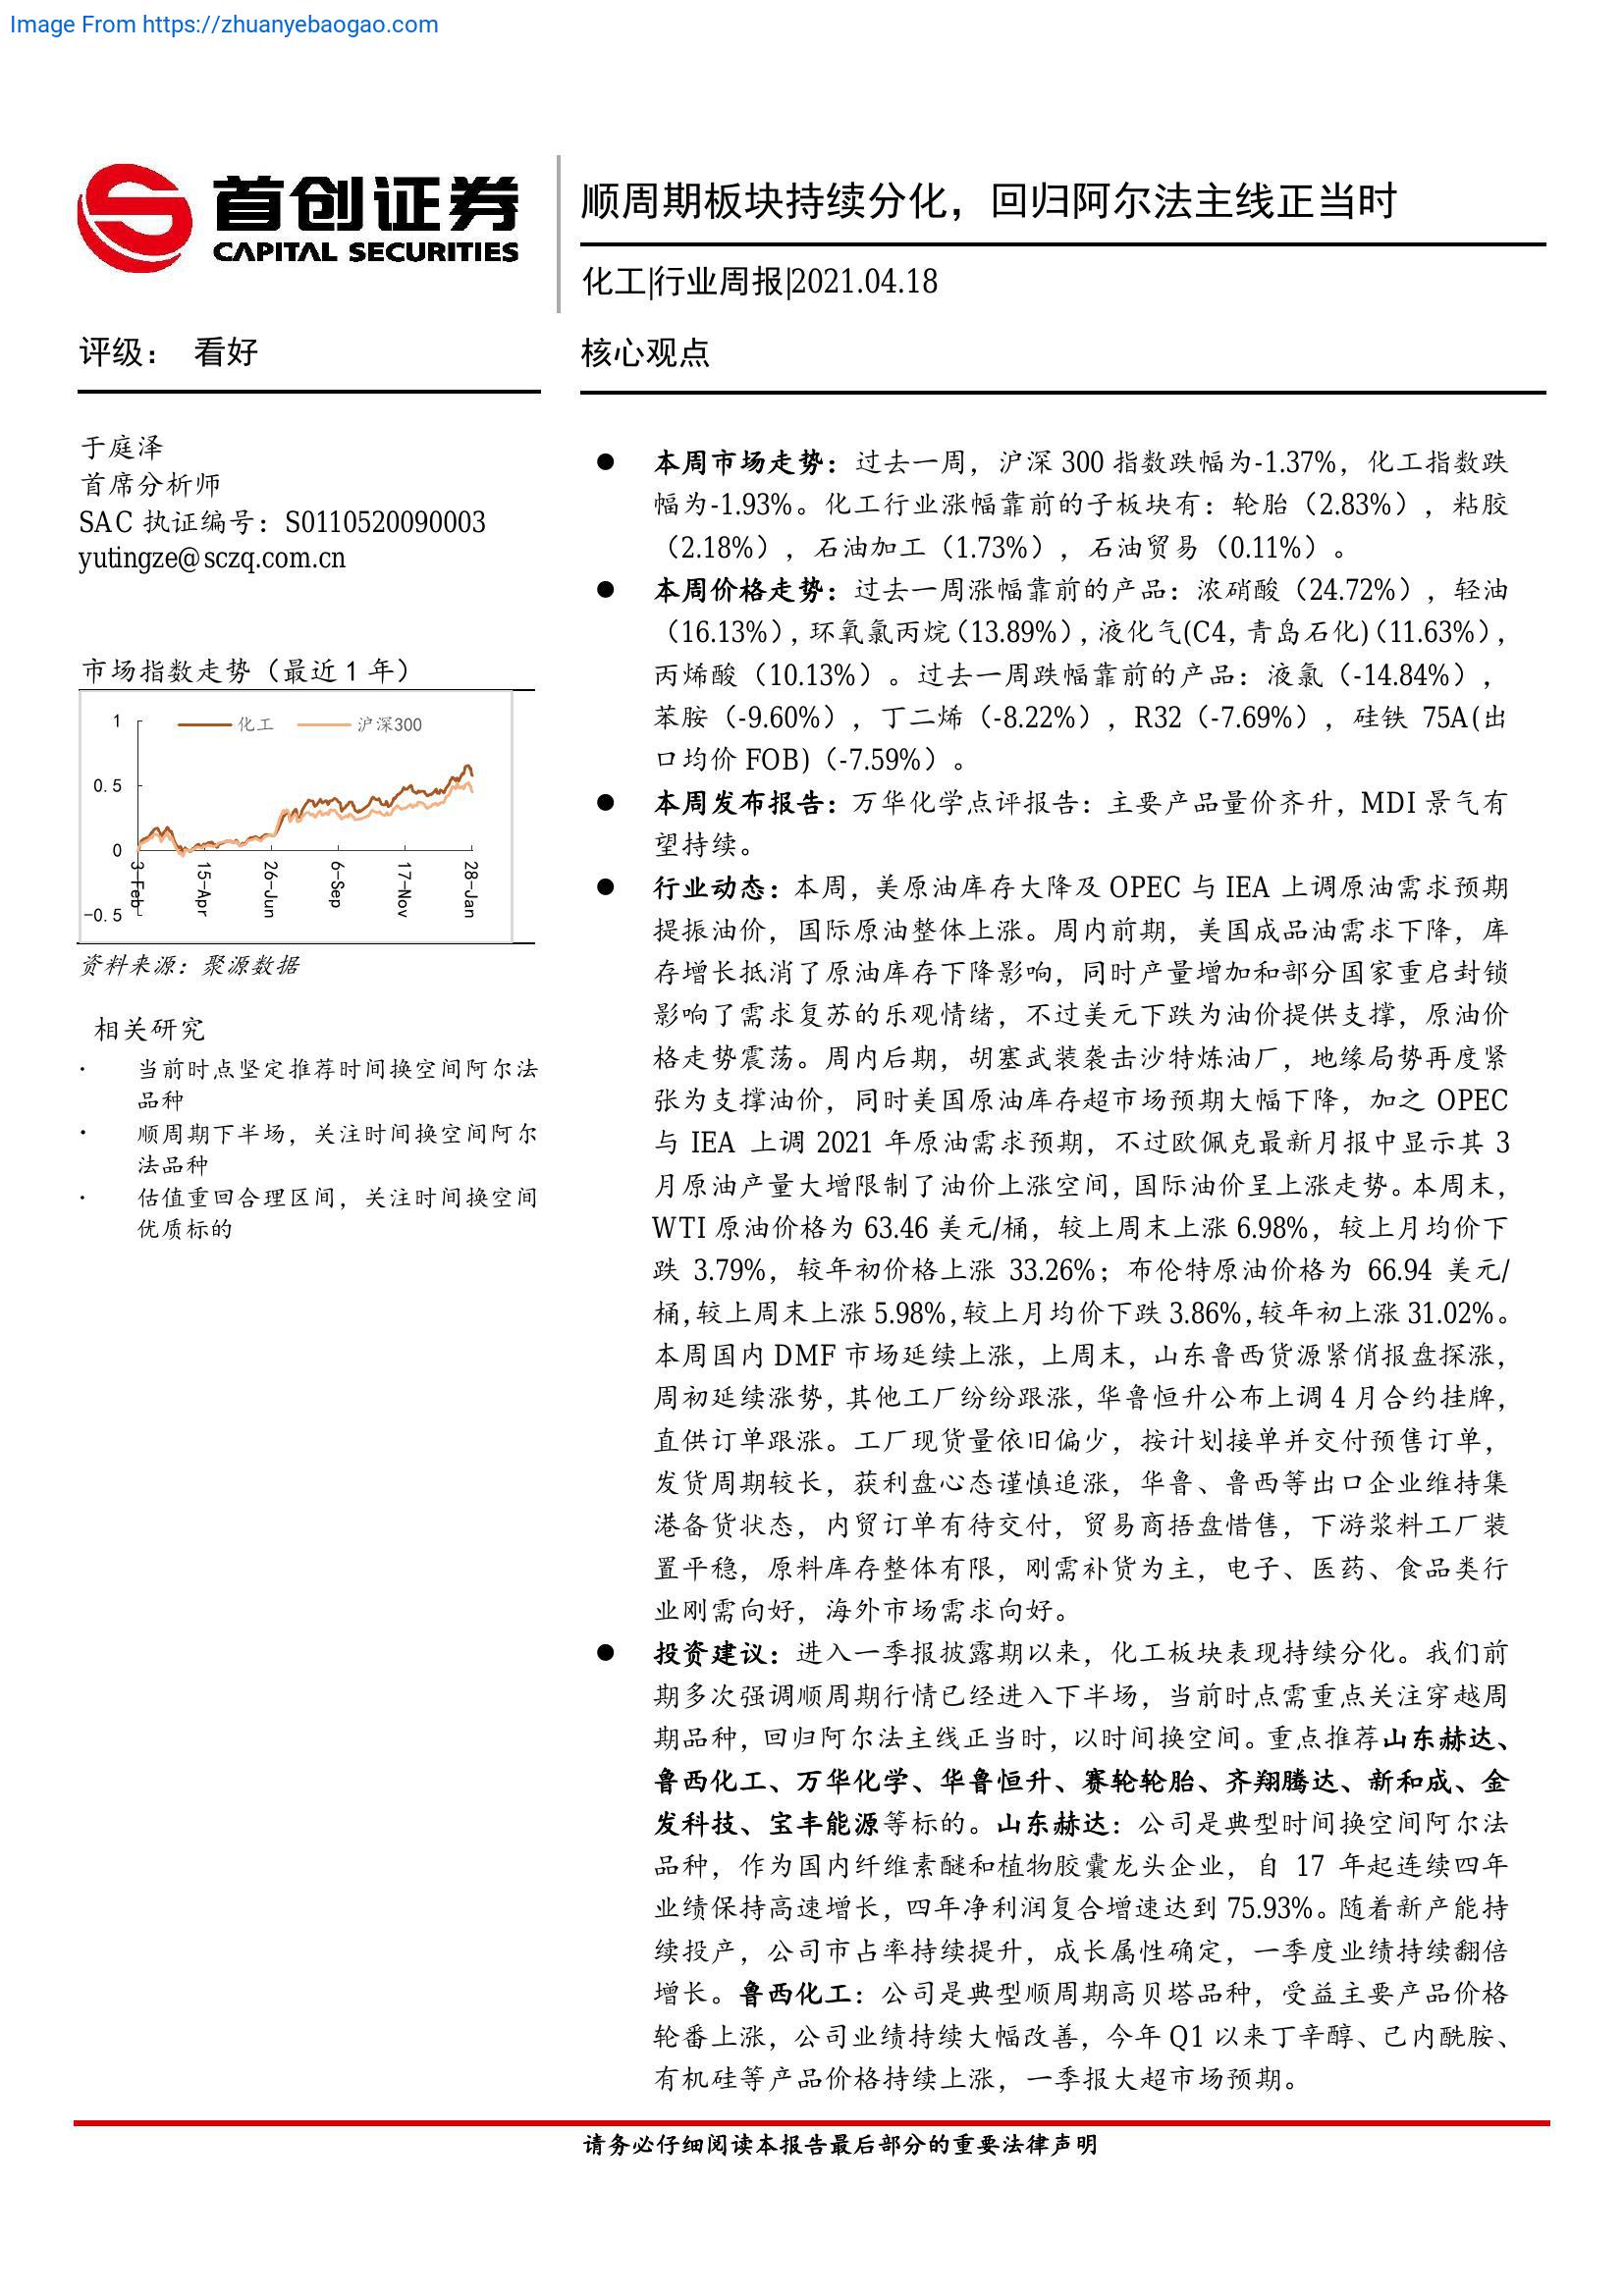 Image From https://zhuanyebaogao.com
首创证券
CAPITAL SECURITIES
顺周期板块持续分化，回归阿尔法主线正当时
化工|行业周报|2021.04.18
评级： 看好
于庭泽
首席分析师
SAC 执证编号：S0110520090003
yutingze@sczq.com.cn
市场指数走势（最近 1 年）
化工 沪深300
1
0.5
0
-0.5
3-Feb 15-Apr 26-Jun 6-Sep 17-Nov 28-Jan
资料来源：聚源数据
相关研究
· 当前时点坚定推荐时间换空间阿尔法
品种
· 顺周期下半场，关注时间换空间阿尔
法品种
· 估值重回合理区间，关注时间换空间
优质标的
核心观点
● 本周市场走势：过去一周，沪深 300 指数跌幅为-1.37%，化工指数跌
幅为-1.93%。化工行业涨幅靠前的子板块有：轮胎（2.83%），粘胶
（2.18%），石油加工（1.73%），石油贸易（0.11%）。
● 本周价格走势：过去一周涨幅靠前的产品：浓硝酸（24.72%），轻油
（16.13%），环氧氯丙烷（13.89%），液化气(C4, 青岛石化)（11.63%），
丙烯酸（10.13%）。过去一周跌幅靠前的产品：液氯（-14.84%），
苯胺（-9.60%），丁二烯（-8.22%），R32（-7.69%），硅铁 75A(出
口均价 FOB)（-7.59%）。
● 本周发布报告：万华化学点评报告：主要产品量价齐升，MDI 景气有
望持续。
● 行业动态：本周，美原油库存大降及 OPEC 与 IEA 上调原油需求预期
提振油价，国际原油整体上涨。周内前期，美国成品油需求下降，库
存增长抵消了原油库存下降影响，同时产量增加和部分国家重启封锁
影响了需求复苏的乐观情绪，不过美元下跌为油价提供支撑，原油价
格走势震荡。周内后期，胡塞武装袭击沙特炼油厂，地缘局势再度紧
张为支撑油价，同时美国原油库存超市场预期大幅下降，加之 OPEC
与 IEA 上调 2021 年原油需求预期，不过欧佩克最新月报中显示其 3
月原油产量大增限制了油价上涨空间，国际油价呈上涨走势。本周末，
WTI 原油价格为 63.46 美元/桶，较上周末上涨 6.98%，较上月均价下
跌 3.79%，较年初价格上涨 33.26%；布伦特原油价格为 66.94 美元/
桶，较上周末上涨 5.98%，较上月均价下跌 3.86%，较年初上涨 31.02%。
本周国内 DMF 市场延续上涨，上周末，山东鲁西货源紧俏报盘探涨，
周初延续涨势，其他工厂纷纷跟涨，华鲁恒升公布上调 4 月合约挂牌，
直供订单跟涨。工厂现货量依旧偏少，按计划接单并交付预售订单，
发货周期较长，获利盘心态谨慎追涨，华鲁、鲁西等出口企业维持集
港备货状态，内贸订单有待交付，贸易商捂盘惜售，下游浆料工厂装
置平稳，原料库存整体有限，刚需补货为主，电子、医药、食品类行
业刚需向好，海外市场需求向好。
● 投资建议：进入一季报披露期以来，化工板块表现持续分化。我们前
期多次强调顺周期行情已经进入下半场，当前时点需重点关注穿越周
期品种，回归阿尔法主线正当时，以时间换空间。重点推荐山东赫达、
鲁西化工、万华化学、华鲁恒升、赛轮轮胎、齐翔腾达、新和成、金
发科技、宝丰能源等标的。山东赫达：公司是典型时间换空间阿尔法
品种，作为国内纤维素醚和植物胶囊龙头企业，自 17 年起连续四年
业绩保持高速增长，四年净利润复合增速达到 75.93%。随着新产能持
续投产，公司市占率持续提升，成长属性确定，一季度业绩持续翻倍
增长。鲁西化工：公司是典型顺周期高贝塔品种，受益主要产品价格
轮番上涨，公司业绩持续大幅改善，今年 Q1 以来丁辛醇、己内酰胺、
有机硅等产品价格持续上涨，一季报大超市场预期。
请务必仔细阅读本报告最后部分的重要法律声明